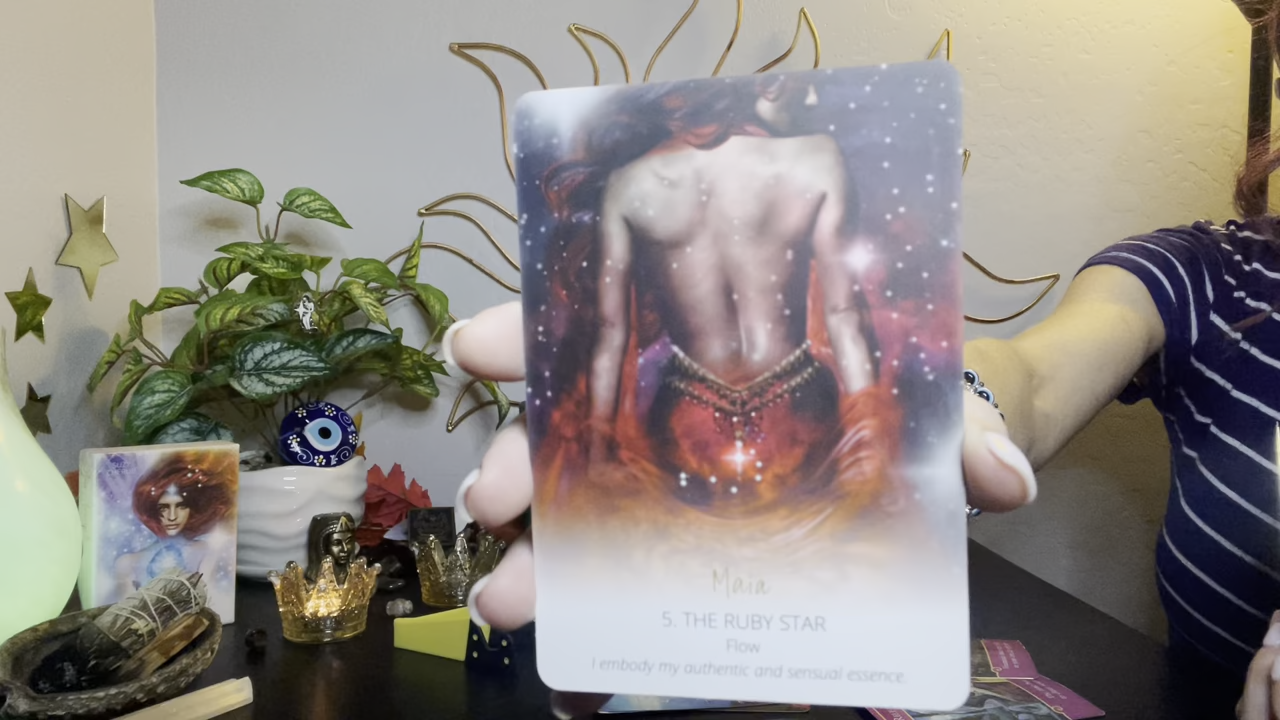 Maia
5. THE RUBY STAR
Flow
I embody my authentic and sensual essence.